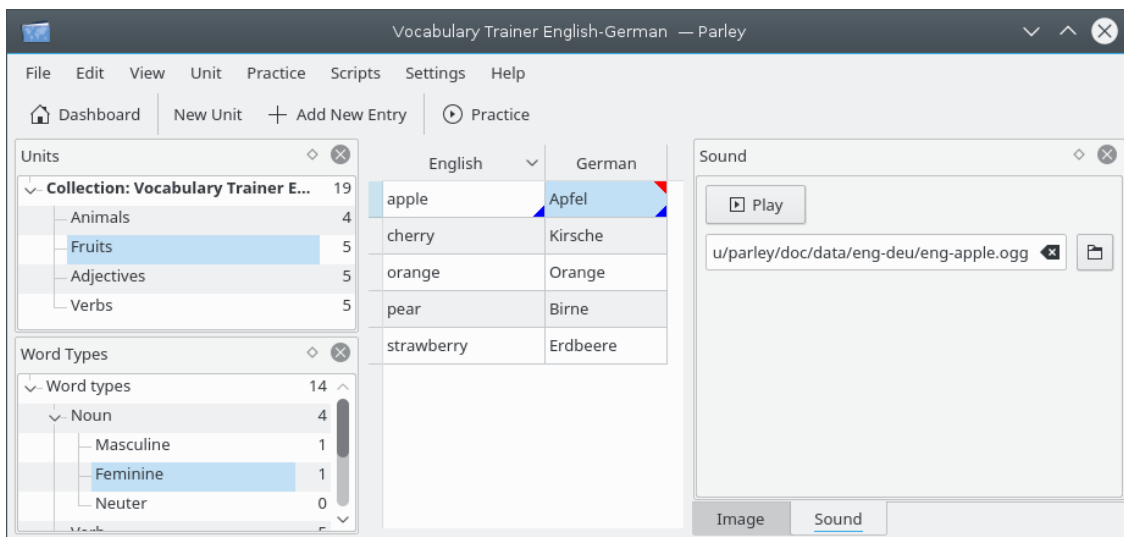 Vocabulary Trainer English-German — Parley
File Edit View Unit Practice Scripts Settings Help
Dashboard New Unit Add New Entry Practice
Units
Collection: Vocabulary Trainer E... 19
Animals 4
Fruits 5
Adjectives 5
Verbs 5
Word Types
Word types 14
Noun 4
Masculine 1
Feminine 1
Neuter 0
Verb 5
English German
apple Apfel
cherry Kirsche
orange Orange
pear Birne
strawberry Erdbeere
Sound
Play
u/parley/doc/data/eng-deu/eng-apple.ogg
Image Sound